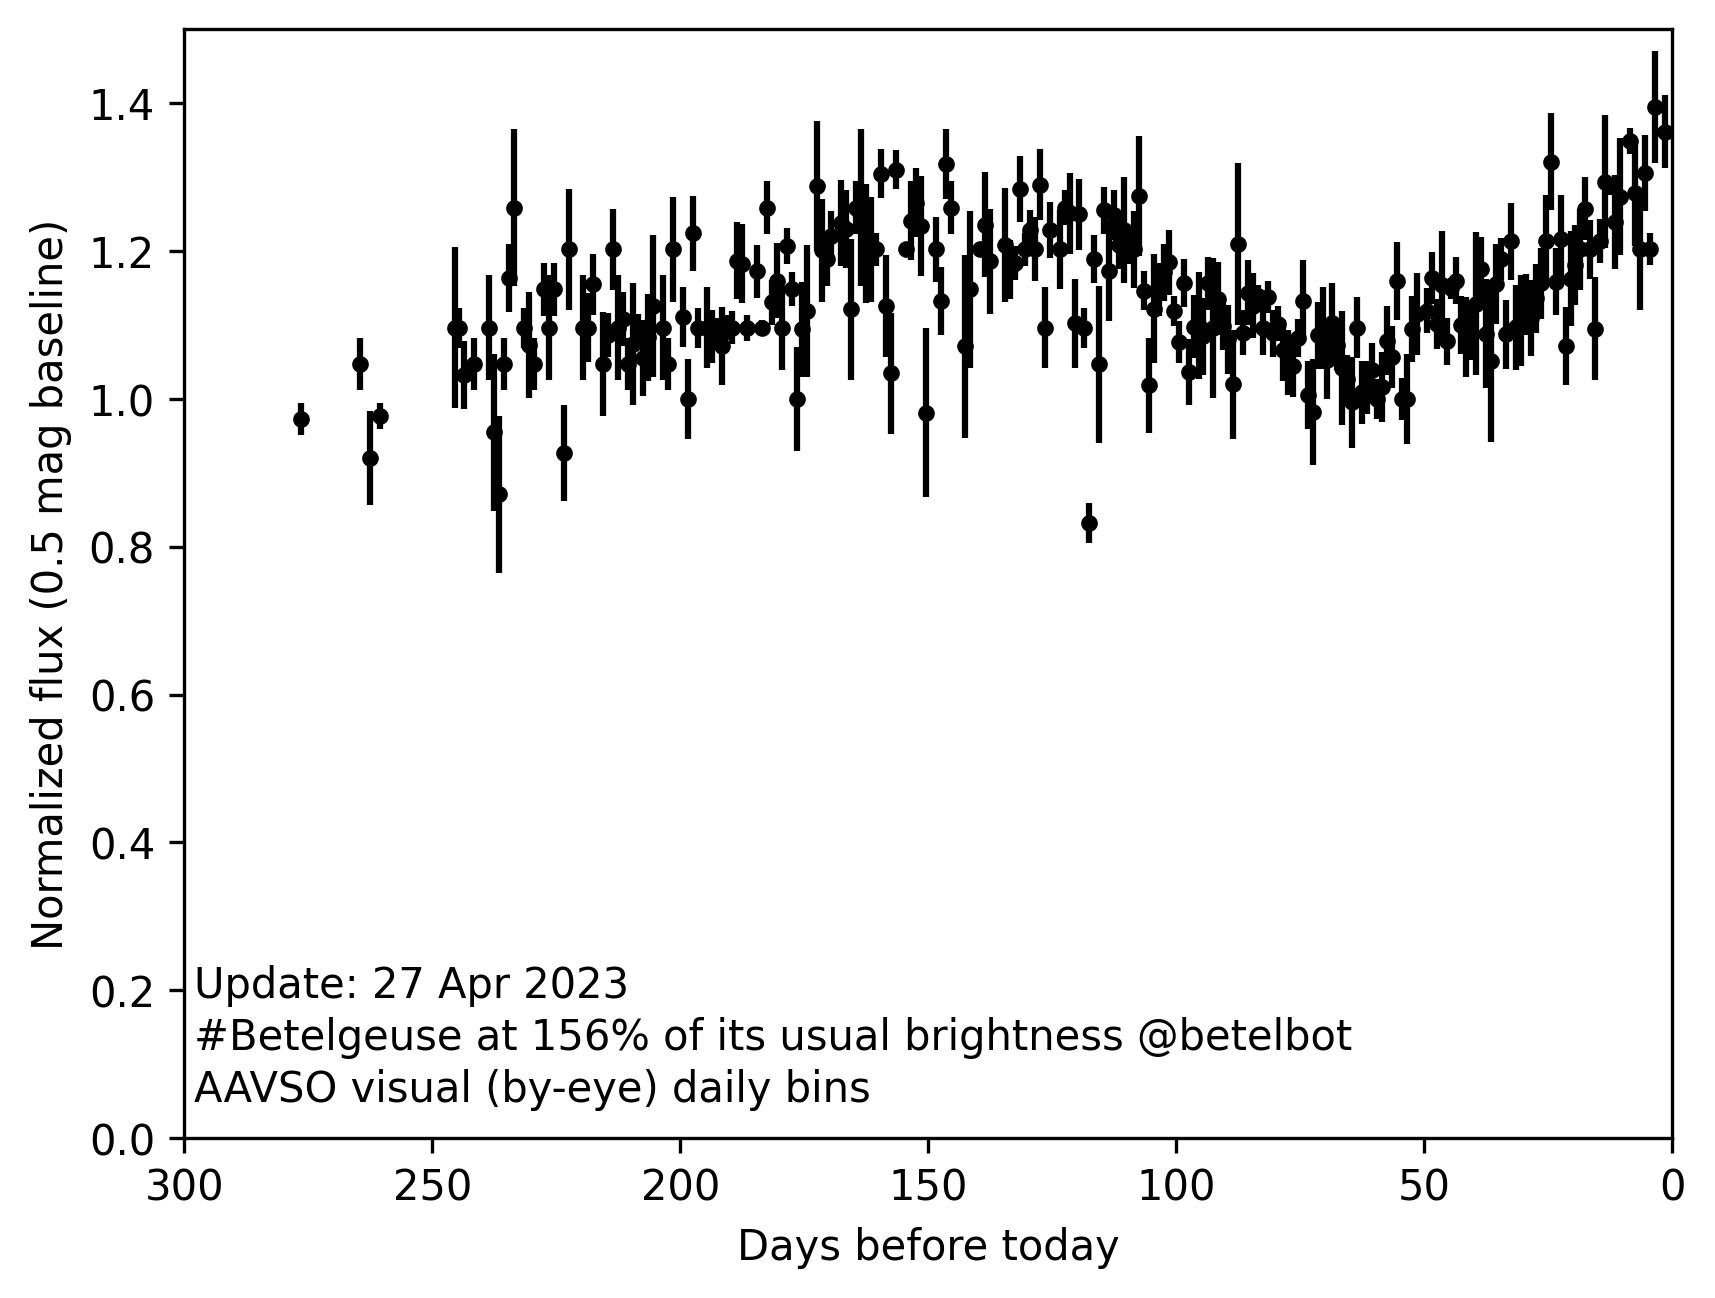 1.4
1.2
1.0
0.8
0.6
0.4
0.2
0.0
Normalized flux (0.5 mag baseline)
Update: 27 Apr 2023
#Betelgeuse at 156% of its usual brightness @betelbot
AAVSO visual (by-eye) daily bins
300 250 200 150 100 50 0
Days before today